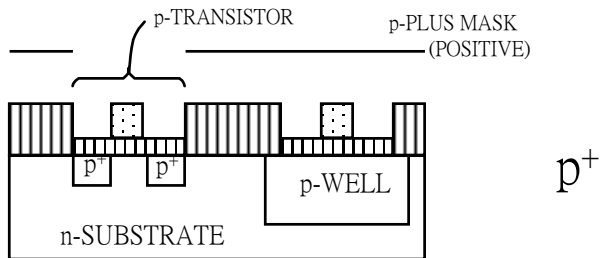 p-TRANSISTOR
p-PLUS MASK
(POSITIVE)
p+ p+
p-WELL
p+
n-SUBSTRATE